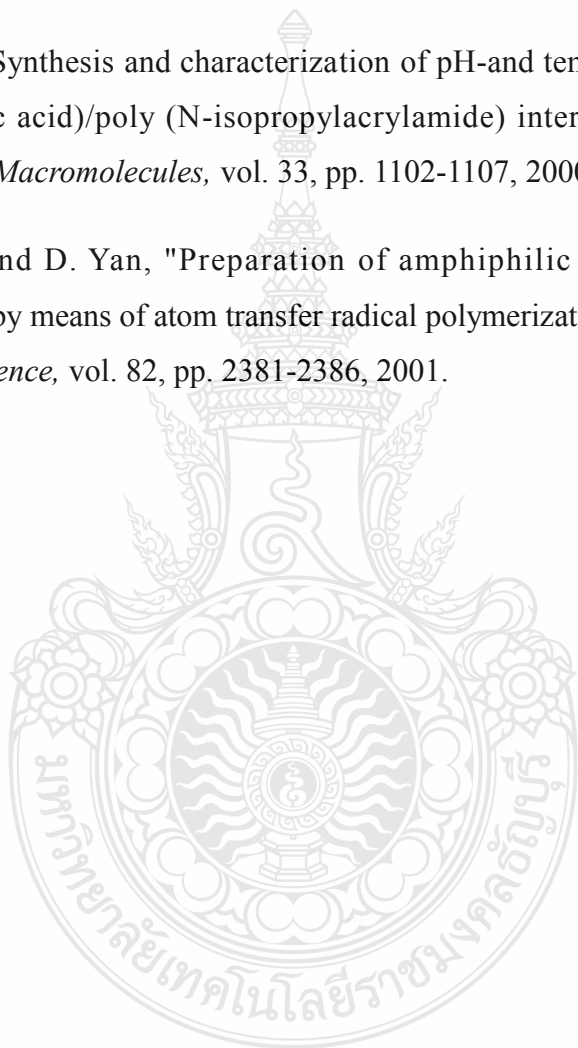 Synthesis and characterization of pH-and ten
c acid)/poly (N-isopropylacrylamide) inter
Macromolecules, vol. 33, pp. 1102-1107, 2000
nd D. Yan, "Preparation of amphiphilic
by means of atom transfer radical polymerizat
ence, vol. 82, pp. 2381-2386, 2001.
มหาวิทยาลัยเทคโนโลยีราชมงคลธัญบุรี